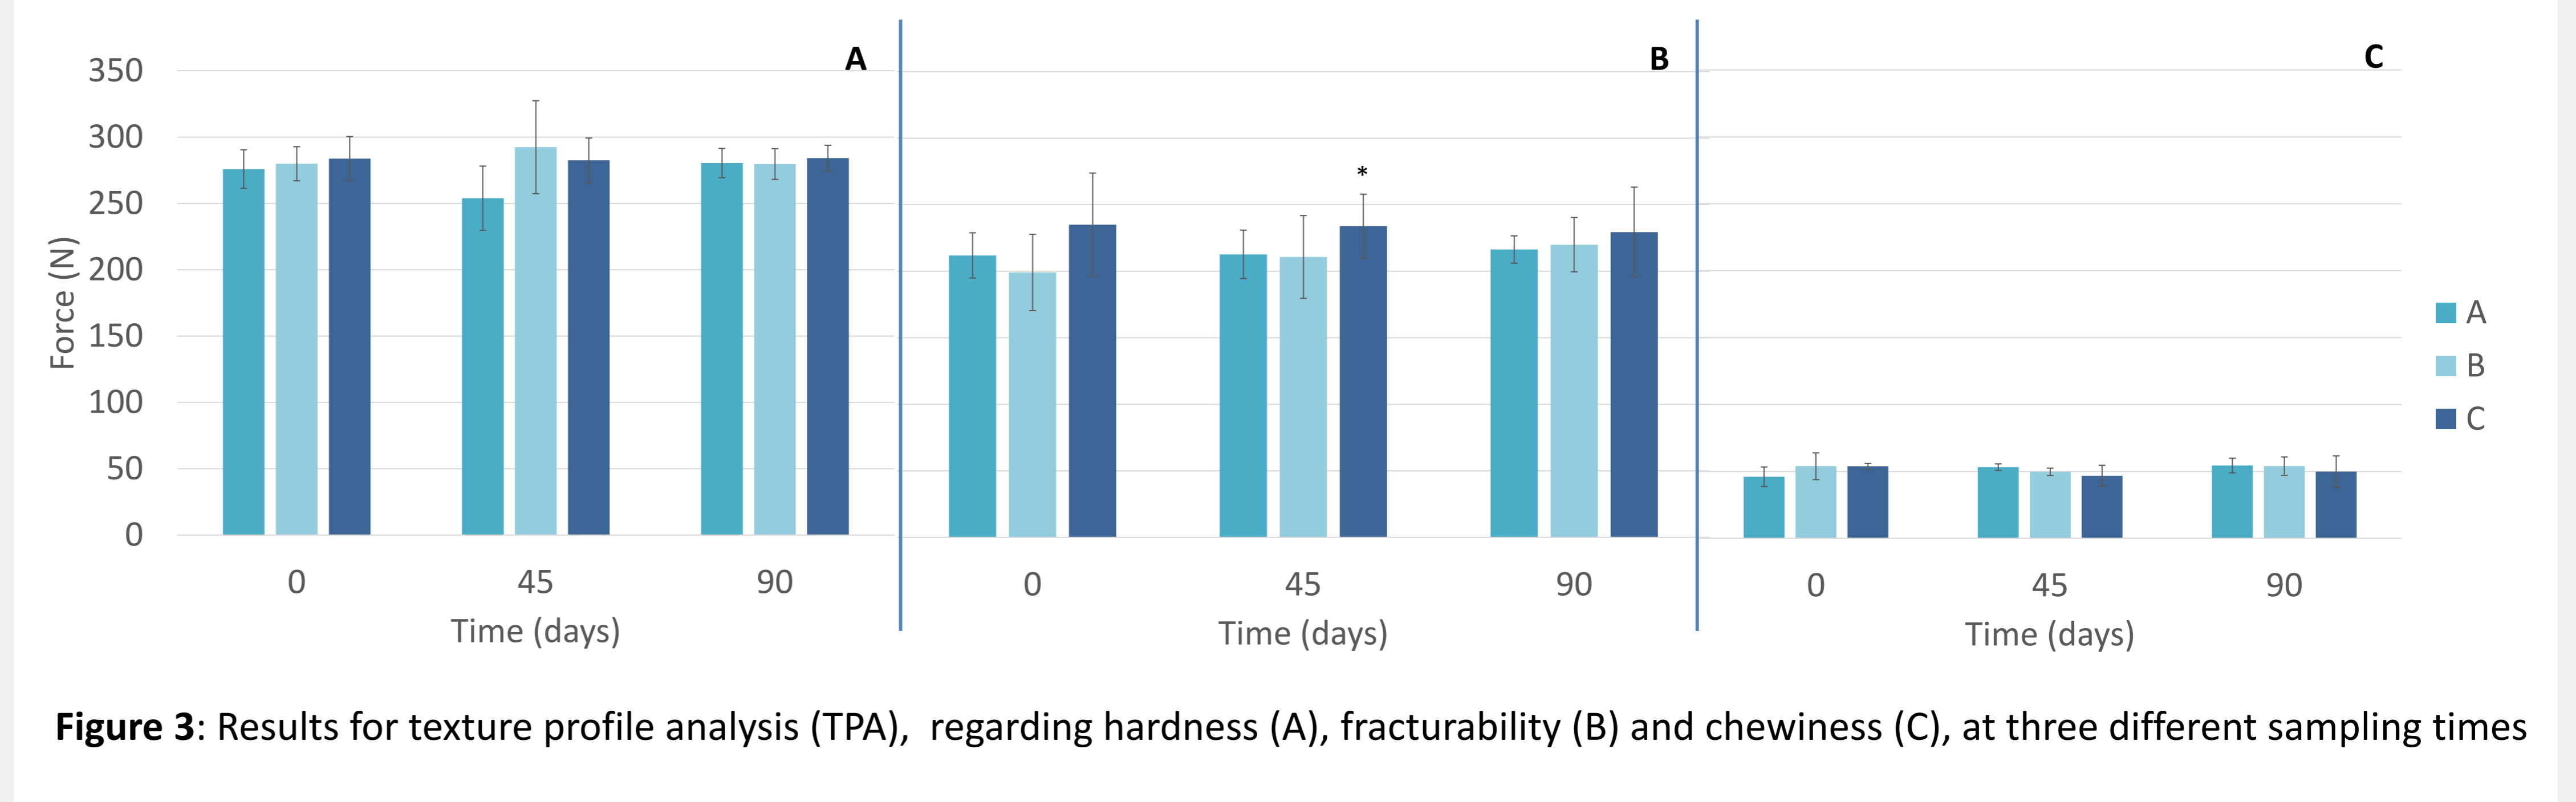 A
B
C
350
300
250
200
150
100
50
0
Force (N)
*
A
B
C
0 45 90
0 45 90
0 45 90
Time (days)
Time (days)
Time (days)
Figure 3: Results for texture profile analysis (TPA),  regarding hardness (A), fracturability (B) and chewiness (C), at three different sampling times